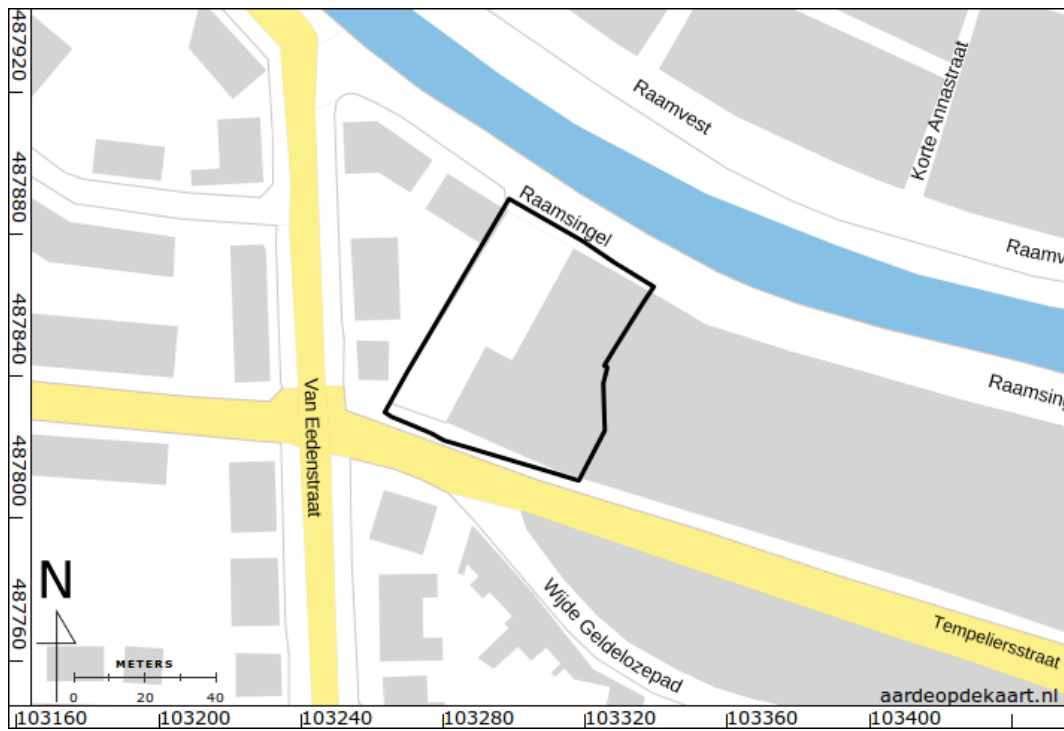 487920
487880
487840
487800
487760
Raamvest
Korte Annastraat
Raamv
Raamsingel
Raamsing
Van Eedenstraat
Wijde Geldelozepad
Tempeliersstraat
N
METERS
0 20 40
aardeopdekaart.nl
103160 103200 103240 103280 103320 103360 103400